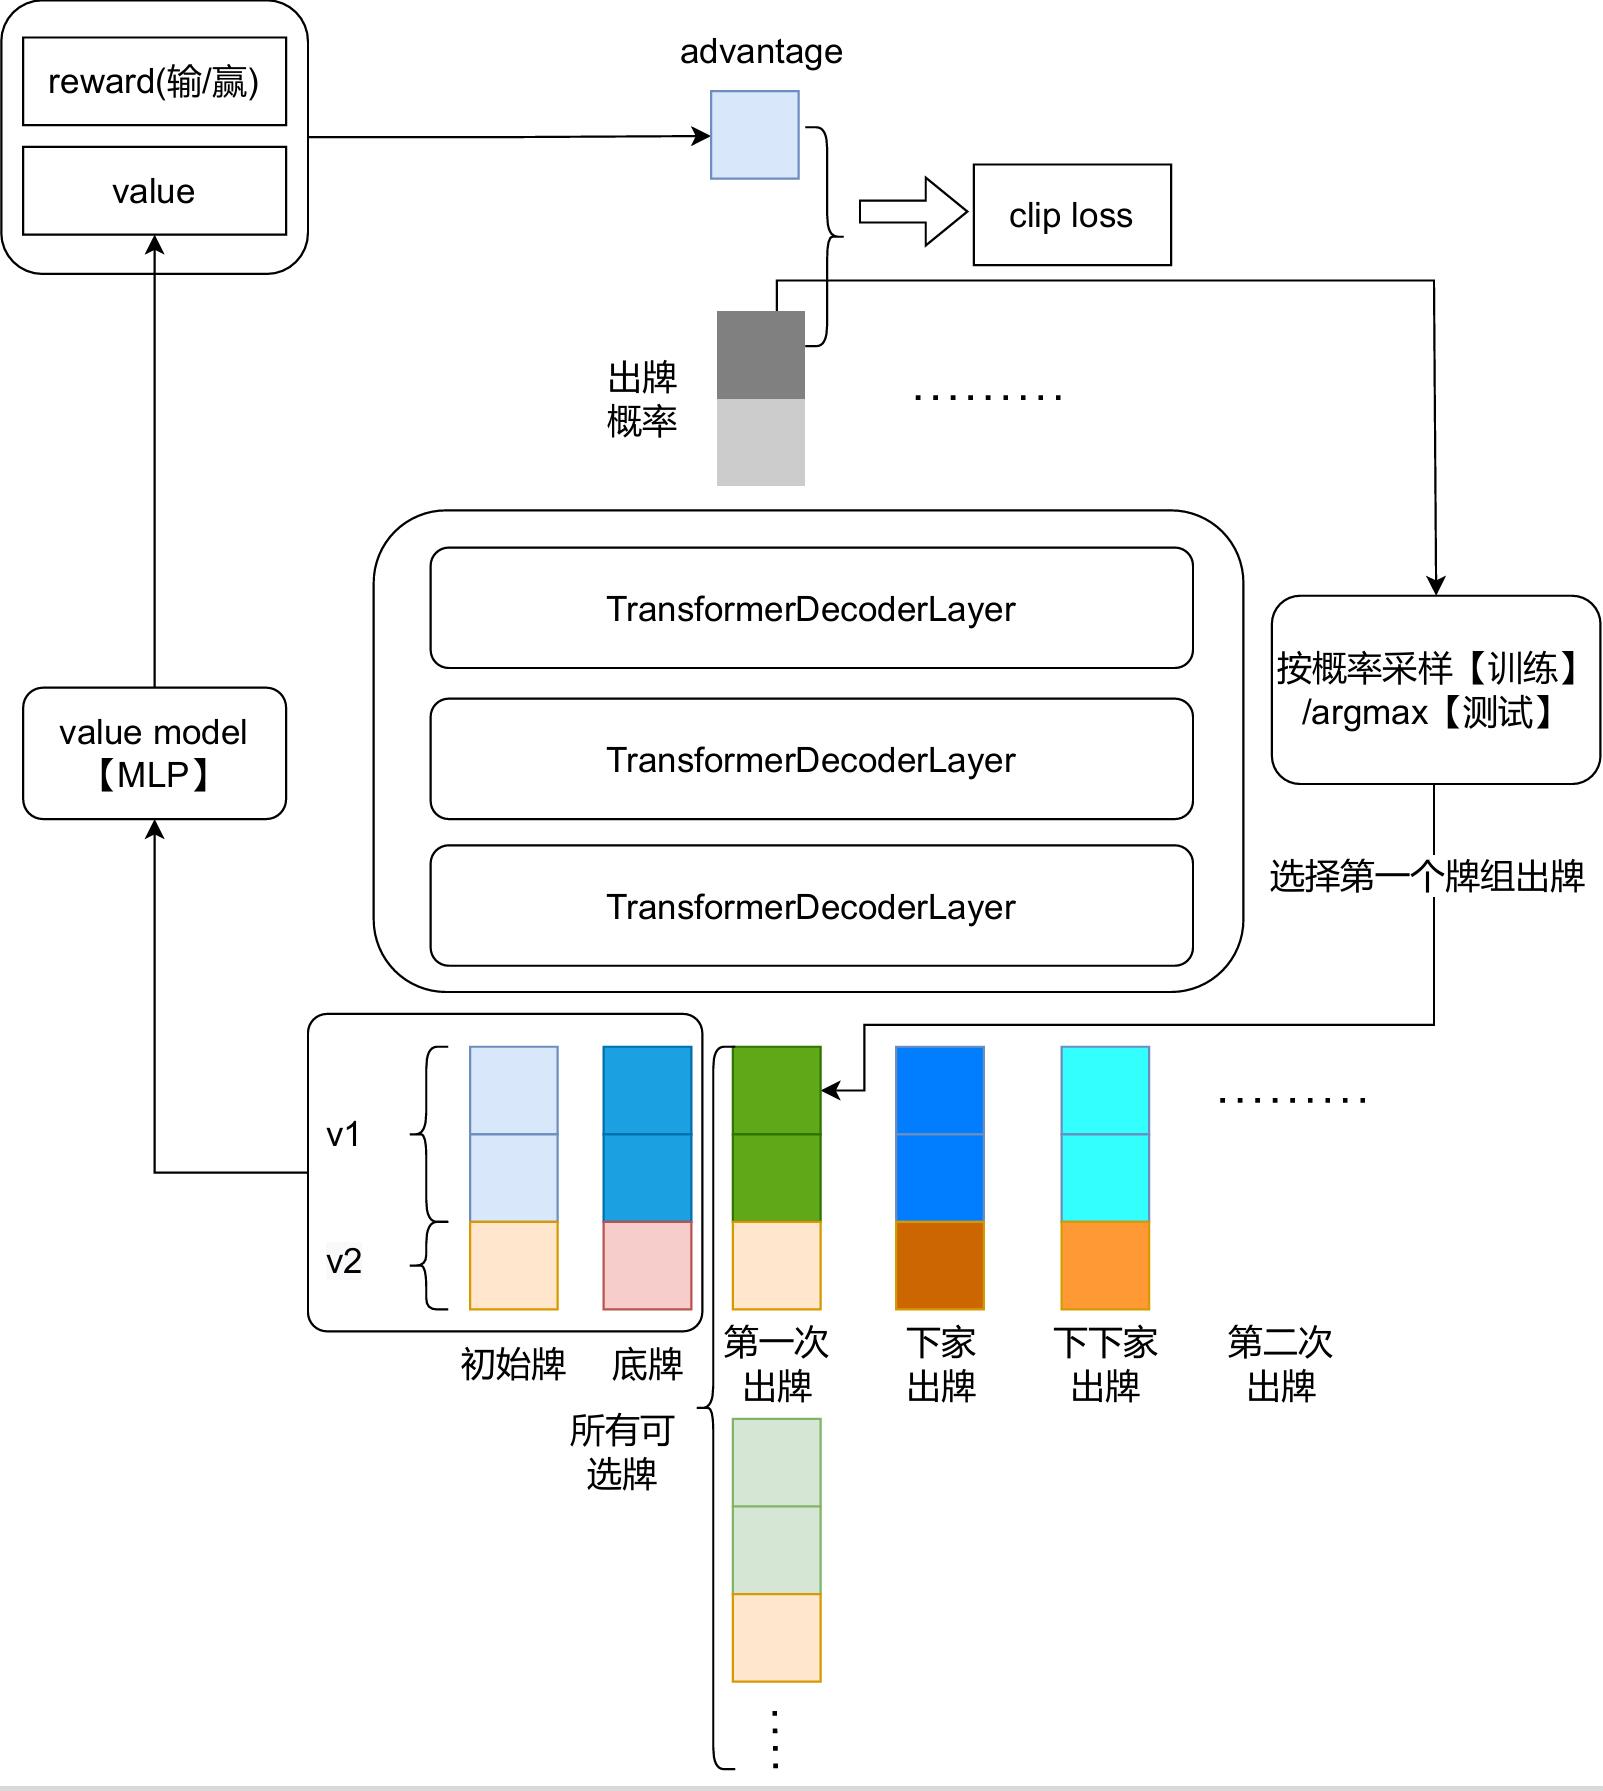 reward(输/赢)
value
advantage
clip loss
出牌
概率
·········
TransformerDecoderLayer
TransformerDecoderLayer
TransformerDecoderLayer
value model
【MLP】
按概率采样【训练】
/argmax【测试】
选择第一个牌组出牌
v1
v2
·········
初始牌
底牌
第一次
出牌
下家
出牌
下下家
出牌
第二次
出牌
所有可
选牌
····